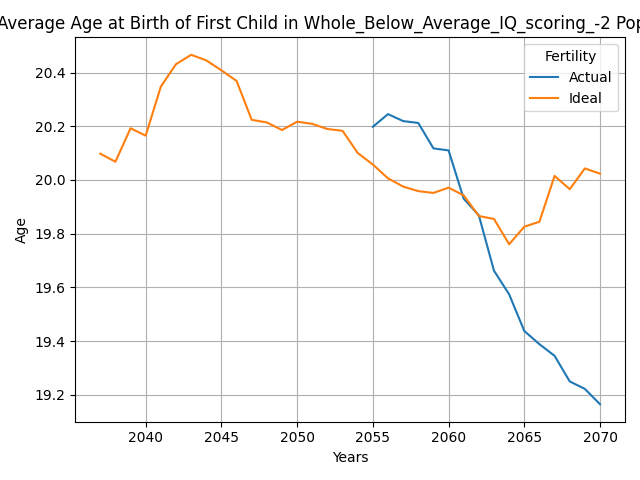 Average Age at Birth of First Child in Whole_Below_Average_IQ_scoring_-2 Pop
Fertility
Actual
Ideal
20.4
20.2
20.0
19.8
19.6
19.4
19.2
Age
2040 2045 2050 2055 2060 2065 2070
Years